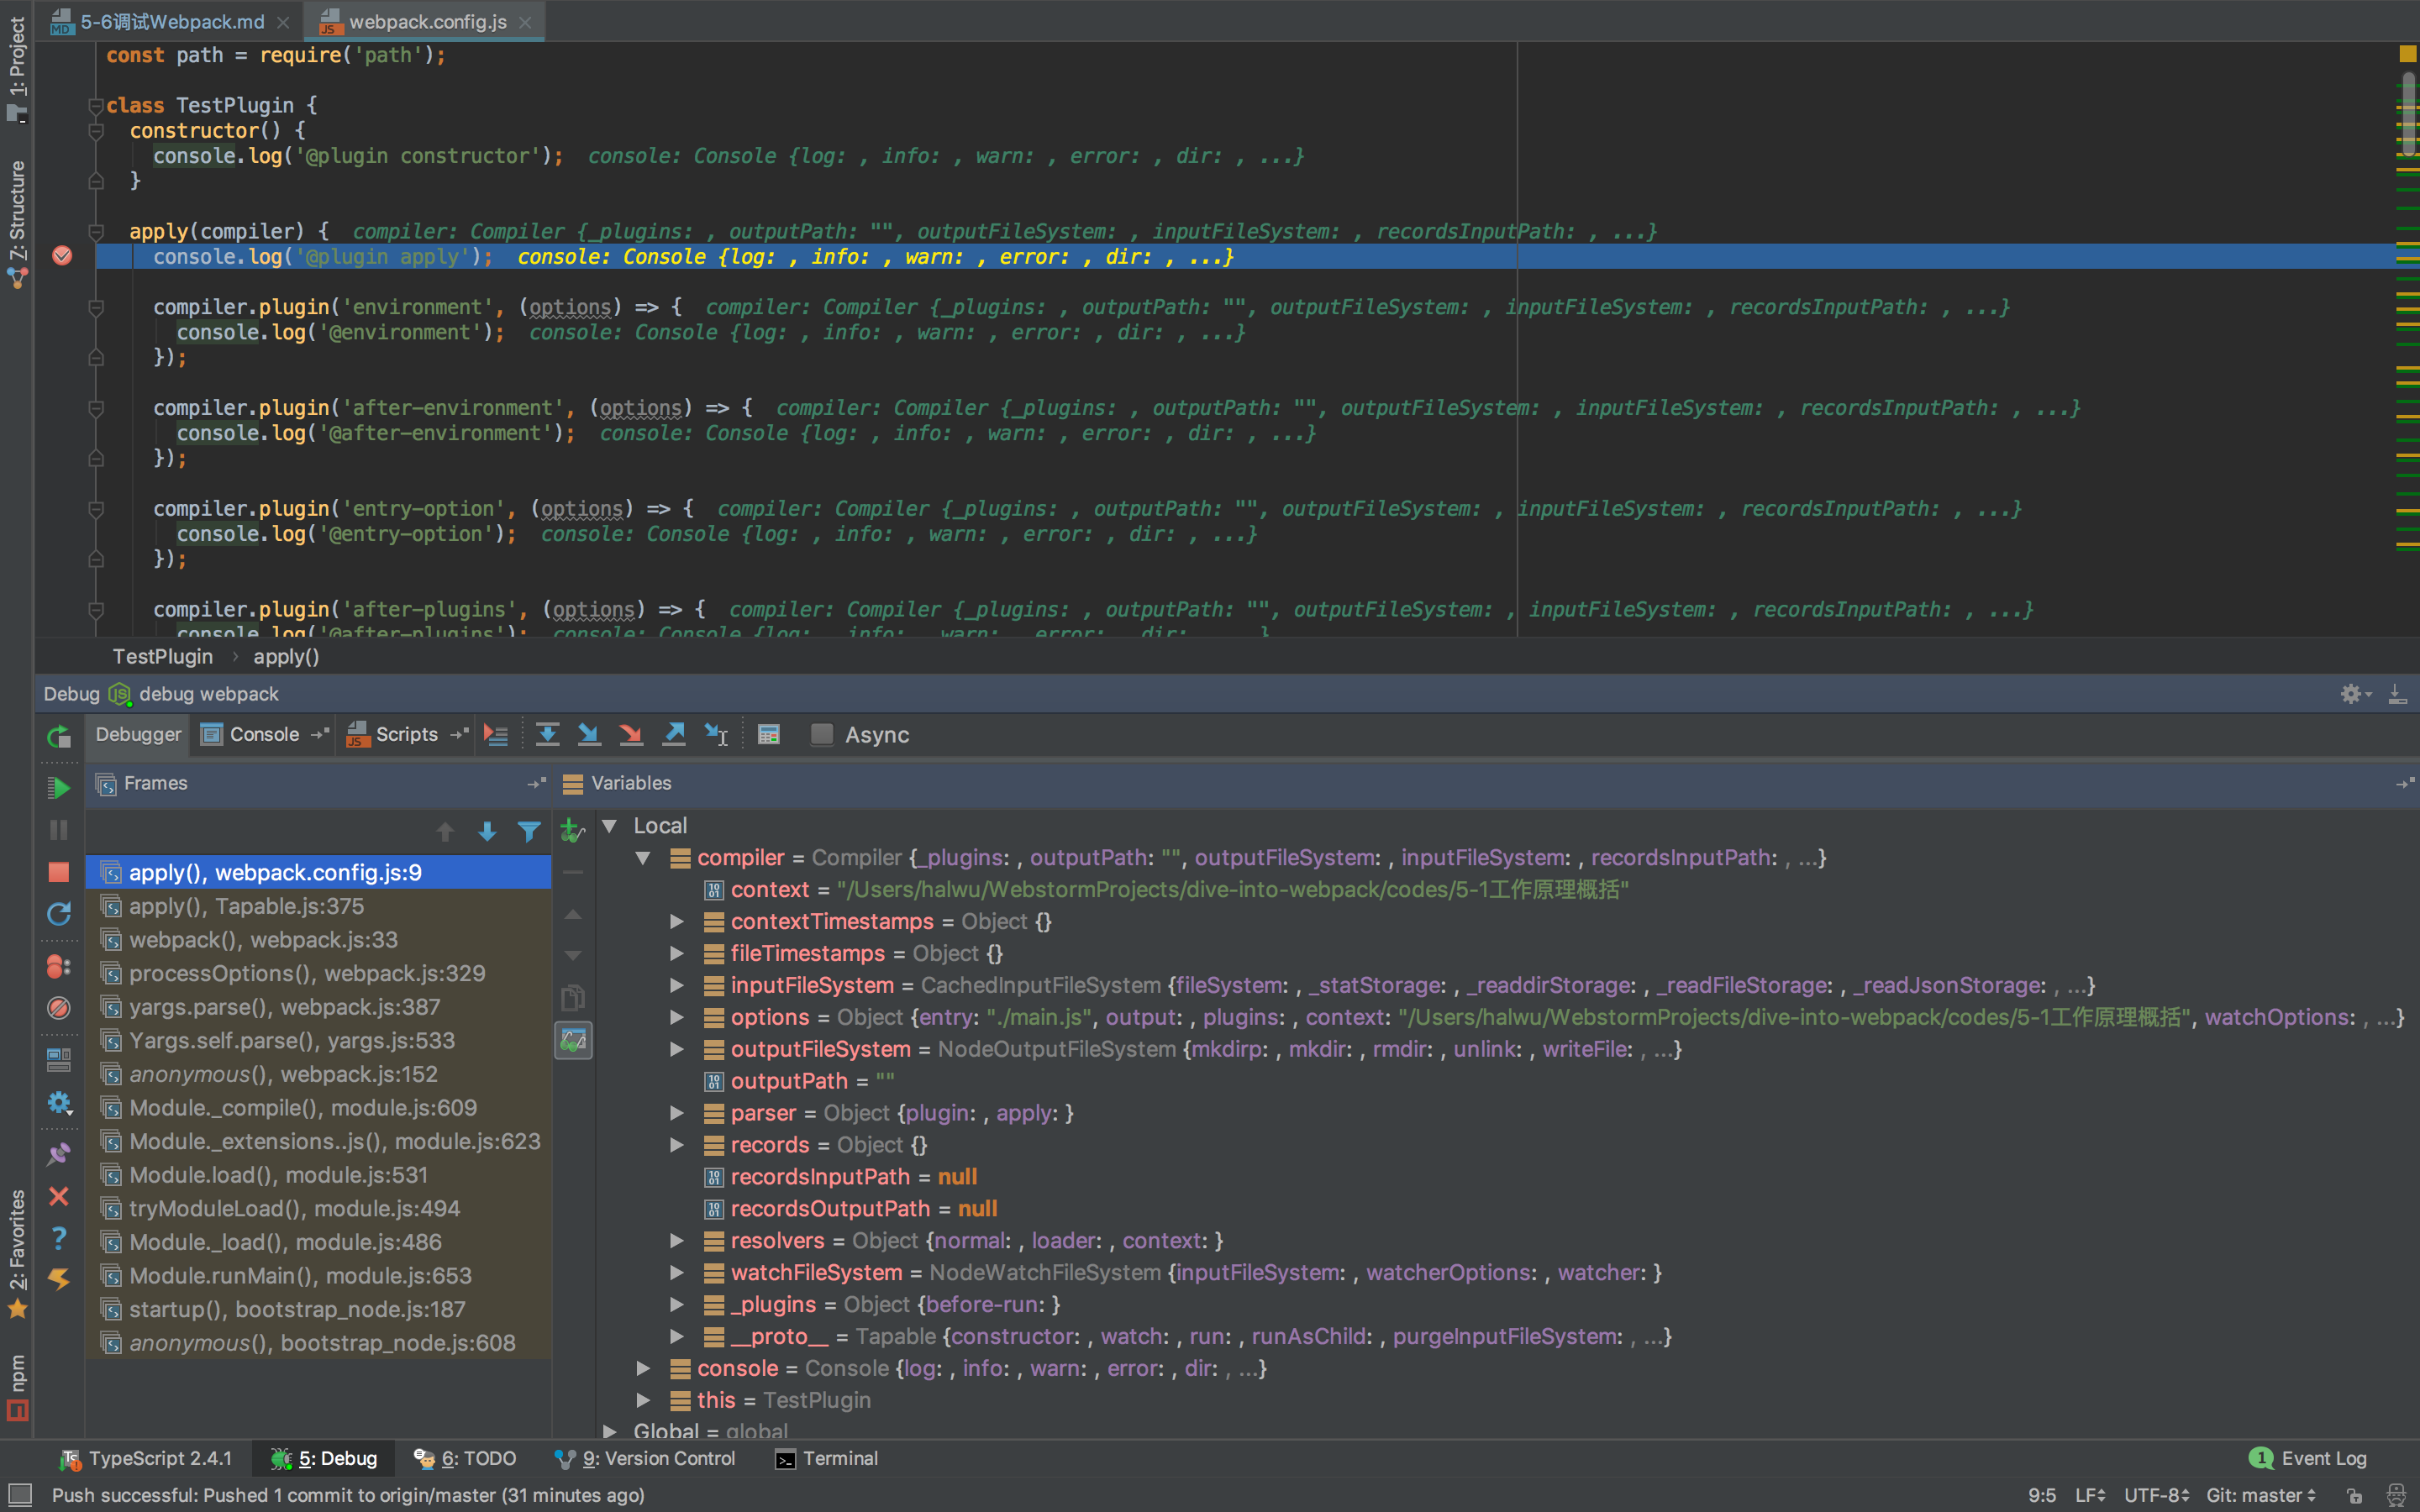 1: Project
7: Structure
2: Favorites
npm
5-6调试Webpack.md
webpack.config.js
const path = require('path');
class TestPlugin {
constructor() {
console.log('@plugin constructor'); console: Console {log: , info: , warn: , error: , dir: , ...}
}
apply(compiler) { compiler: Compiler {_plugins: , outputPath: "", outputFileSystem: , inputFileSystem: , recordsInputPath: , ...}
console.log('@plugin apply'); console: Console {log: , info: , warn: , error: , dir: , ...}
compiler.plugin('environment', (options) => { compiler: Compiler {_plugins: , outputPath: "", outputFileSystem: , inputFileSystem: , recordsInputPath: , ...}
console.log('@environment'); console: Console {log: , info: , warn: , error: , dir: , ...}
});
compiler.plugin('after-environment', (options) => { compiler: Compiler {_plugins: , outputPath: "", outputFileSystem: , inputFileSystem: , recordsInputPath: , ...}
console.log('@after-environment'); console: Console {log: , info: , warn: , error: , dir: , ...}
});
compiler.plugin('entry-option', (options) => { compiler: Compiler {_plugins: , outputPath: "", outputFileSystem: , inputFileSystem: , recordsInputPath: , ...}
console.log('@entry-option'); console: Console {log: , info: , warn: , error: , dir: , ...}
});
compiler.plugin('after-plugins', (options) => { compiler: Compiler {_plugins: , outputPath: "", outputFileSystem: , inputFileSystem: , recordsInputPath: , ...}
console.log('@after-plugins'); console: Console {log: , info: , warn: , error: , dir: , ...}
TestPlugin › apply()
Debug debug webpack
Debugger Console Scripts Async
Frames
apply(), webpack.config.js:9
apply(), Tapable.js:375
webpack(), webpack.js:33
processOptions(), webpack.js:329
yargs.parse(), webpack.js:387
Yargs.self.parse(), yargs.js:533
anonymous(), webpack.js:152
Module._compile(), module.js:609
Module._extensions..js(), module.js:623
Module.load(), module.js:531
tryModuleLoad(), module.js:494
Module._load(), module.js:486
Module.runMain(), module.js:653
startup(), bootstrap_node.js:187
anonymous(), bootstrap_node.js:608
Variables
Local
compiler = Compiler {_plugins: , outputPath: "", outputFileSystem: , inputFileSystem: , recordsInputPath: , ...}
context = "/Users/halwu/WebstormProjects/dive-into-webpack/codes/5-1工作原理概括"
contextTimestamps = Object {}
fileTimestamps = Object {}
inputFileSystem = CachedInputFileSystem {fileSystem: , _statStorage: , _readdirStorage: , _readFileStorage: , _readJsonStorage: , ...}
options = Object {entry: "./main.js", output: , plugins: , context: "/Users/halwu/WebstormProjects/dive-into-webpack/codes/5-1工作原理概括", watchOptions: , ...}
outputFileSystem = NodeOutputFileSystem {mkdirp: , mkdir: , rmdir: , unlink: , writeFile: , ...}
outputPath = ""
parser = Object {plugin: , apply: }
records = Object {}
recordsInputPath = null
recordsOutputPath = null
resolvers = Object {normal: , loader: , context: }
watchFileSystem = NodeWatchFileSystem {inputFileSystem: , watcherOptions: , watcher: }
_plugins = Object {before-run: }
__proto__ = Tapable {constructor: , watch: , run: , runAsChild: , purgeInputFileSystem: , ...}
console = Console {log: , info: , warn: , error: , dir: , ...}
this = TestPlugin
Global = global
TypeScript 2.4.1 5: Debug 6: TODO 9: Version Control Terminal 1 Event Log
Push successful: Pushed 1 commit to origin/master (31 minutes ago) 9:5 LF UTF-8 Git: master